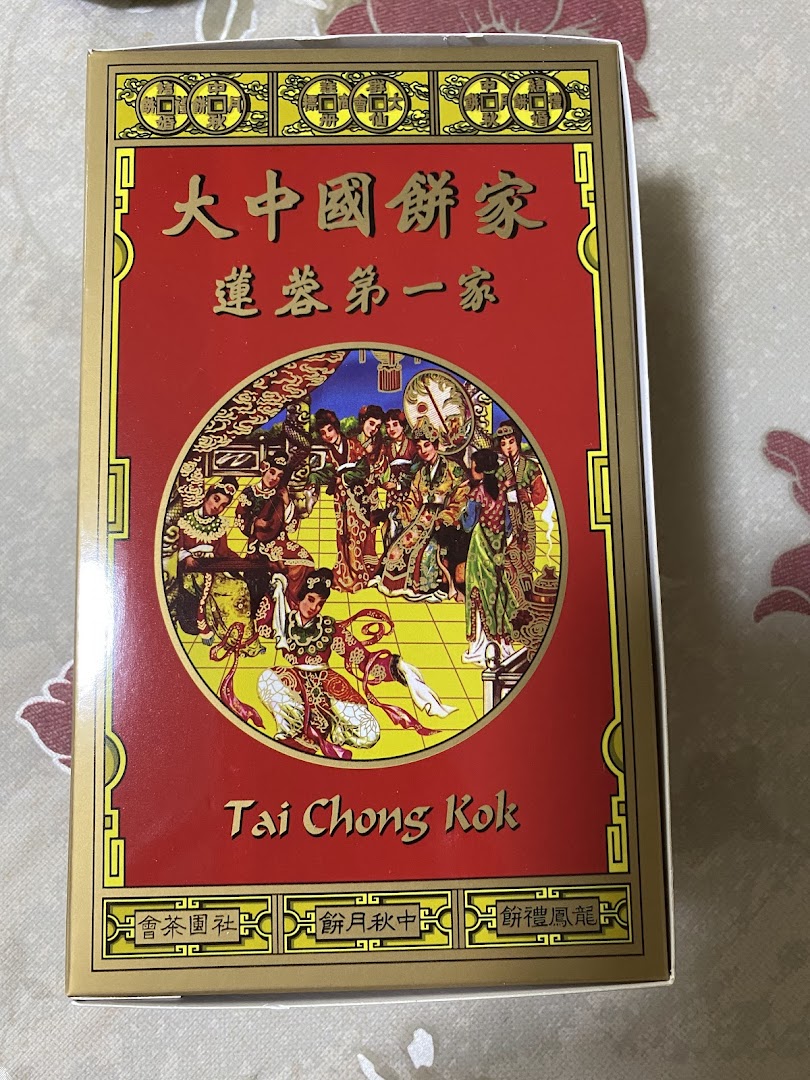 大中國餅家
蓮蓉第一家
Tai Chong Kok
會茶圑社
餅月秋中
餅禮鳳龍